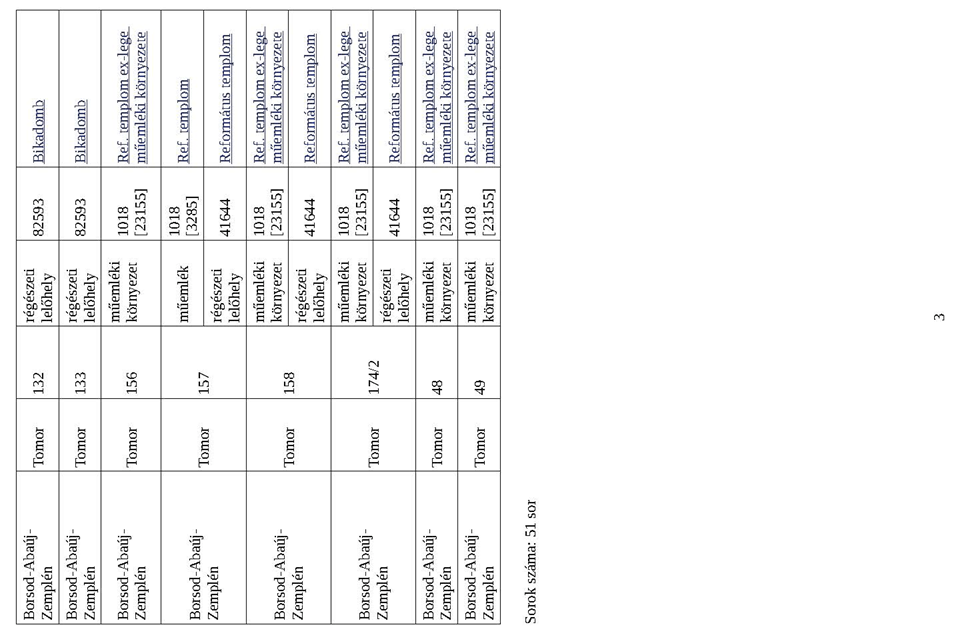 Borsod-Abaúj-
Zemplén
Tomor
132
régészeti
lelőhely
82593
Bikadomb
Borsod-Abaúj-
Zemplén
Tomor
133
régészeti
lelőhely
82593
Bikadomb
Borsod-Abaúj-
Zemplén
Tomor
156
műemléki
környezet
1018
[23155]
Ref. templom ex-lege
műemléki környezete
Borsod-Abaúj-
Zemplén
Tomor
157
műemlék
1018
[3285]
Ref. templom
régészeti
lelőhely
41644
Református templom
Borsod-Abaúj-
Zemplén
Tomor
158
műemléki
környezet
1018
[23155]
Ref. templom ex-lege
műemléki környezete
régészeti
lelőhely
41644
Református templom
Borsod-Abaúj-
Zemplén
Tomor
174/2
műemléki
környezet
1018
[23155]
Ref. templom ex-lege
műemléki környezete
régészeti
lelőhely
41644
Református templom
Borsod-Abaúj-
Zemplén
Tomor
48
műemléki
környezet
1018
[23155]
Ref. templom ex-lege
műemléki környezete
Borsod-Abaúj-
Zemplén
Tomor
49
műemléki
környezet
1018
[23155]
Ref. templom ex-lege
műemléki környezete
Sorok száma: 51 sor
3